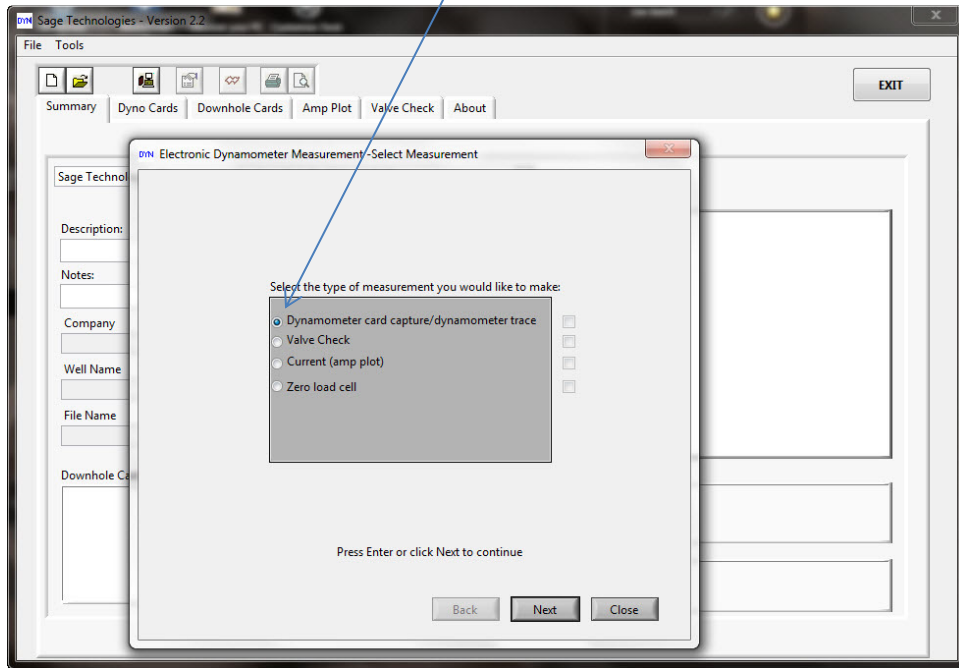 DYN Sage Technologies - Version 2.2
File Tools
EXIT
Summary Dyno Cards Downhole Cards Amp Plot Valve Check About
DYN Electronic Dynamometer Measurement -Select Measurement
Sage Technol
Description:
Notes:
Company
Well Name
File Name
Downhole Ca
Select the type of measurement you would like to make:
Dynamometer card capture/dynamometer trace
Valve Check
Current (amp plot)
Zero load cell
Press Enter or click Next to continue
Back Next Close